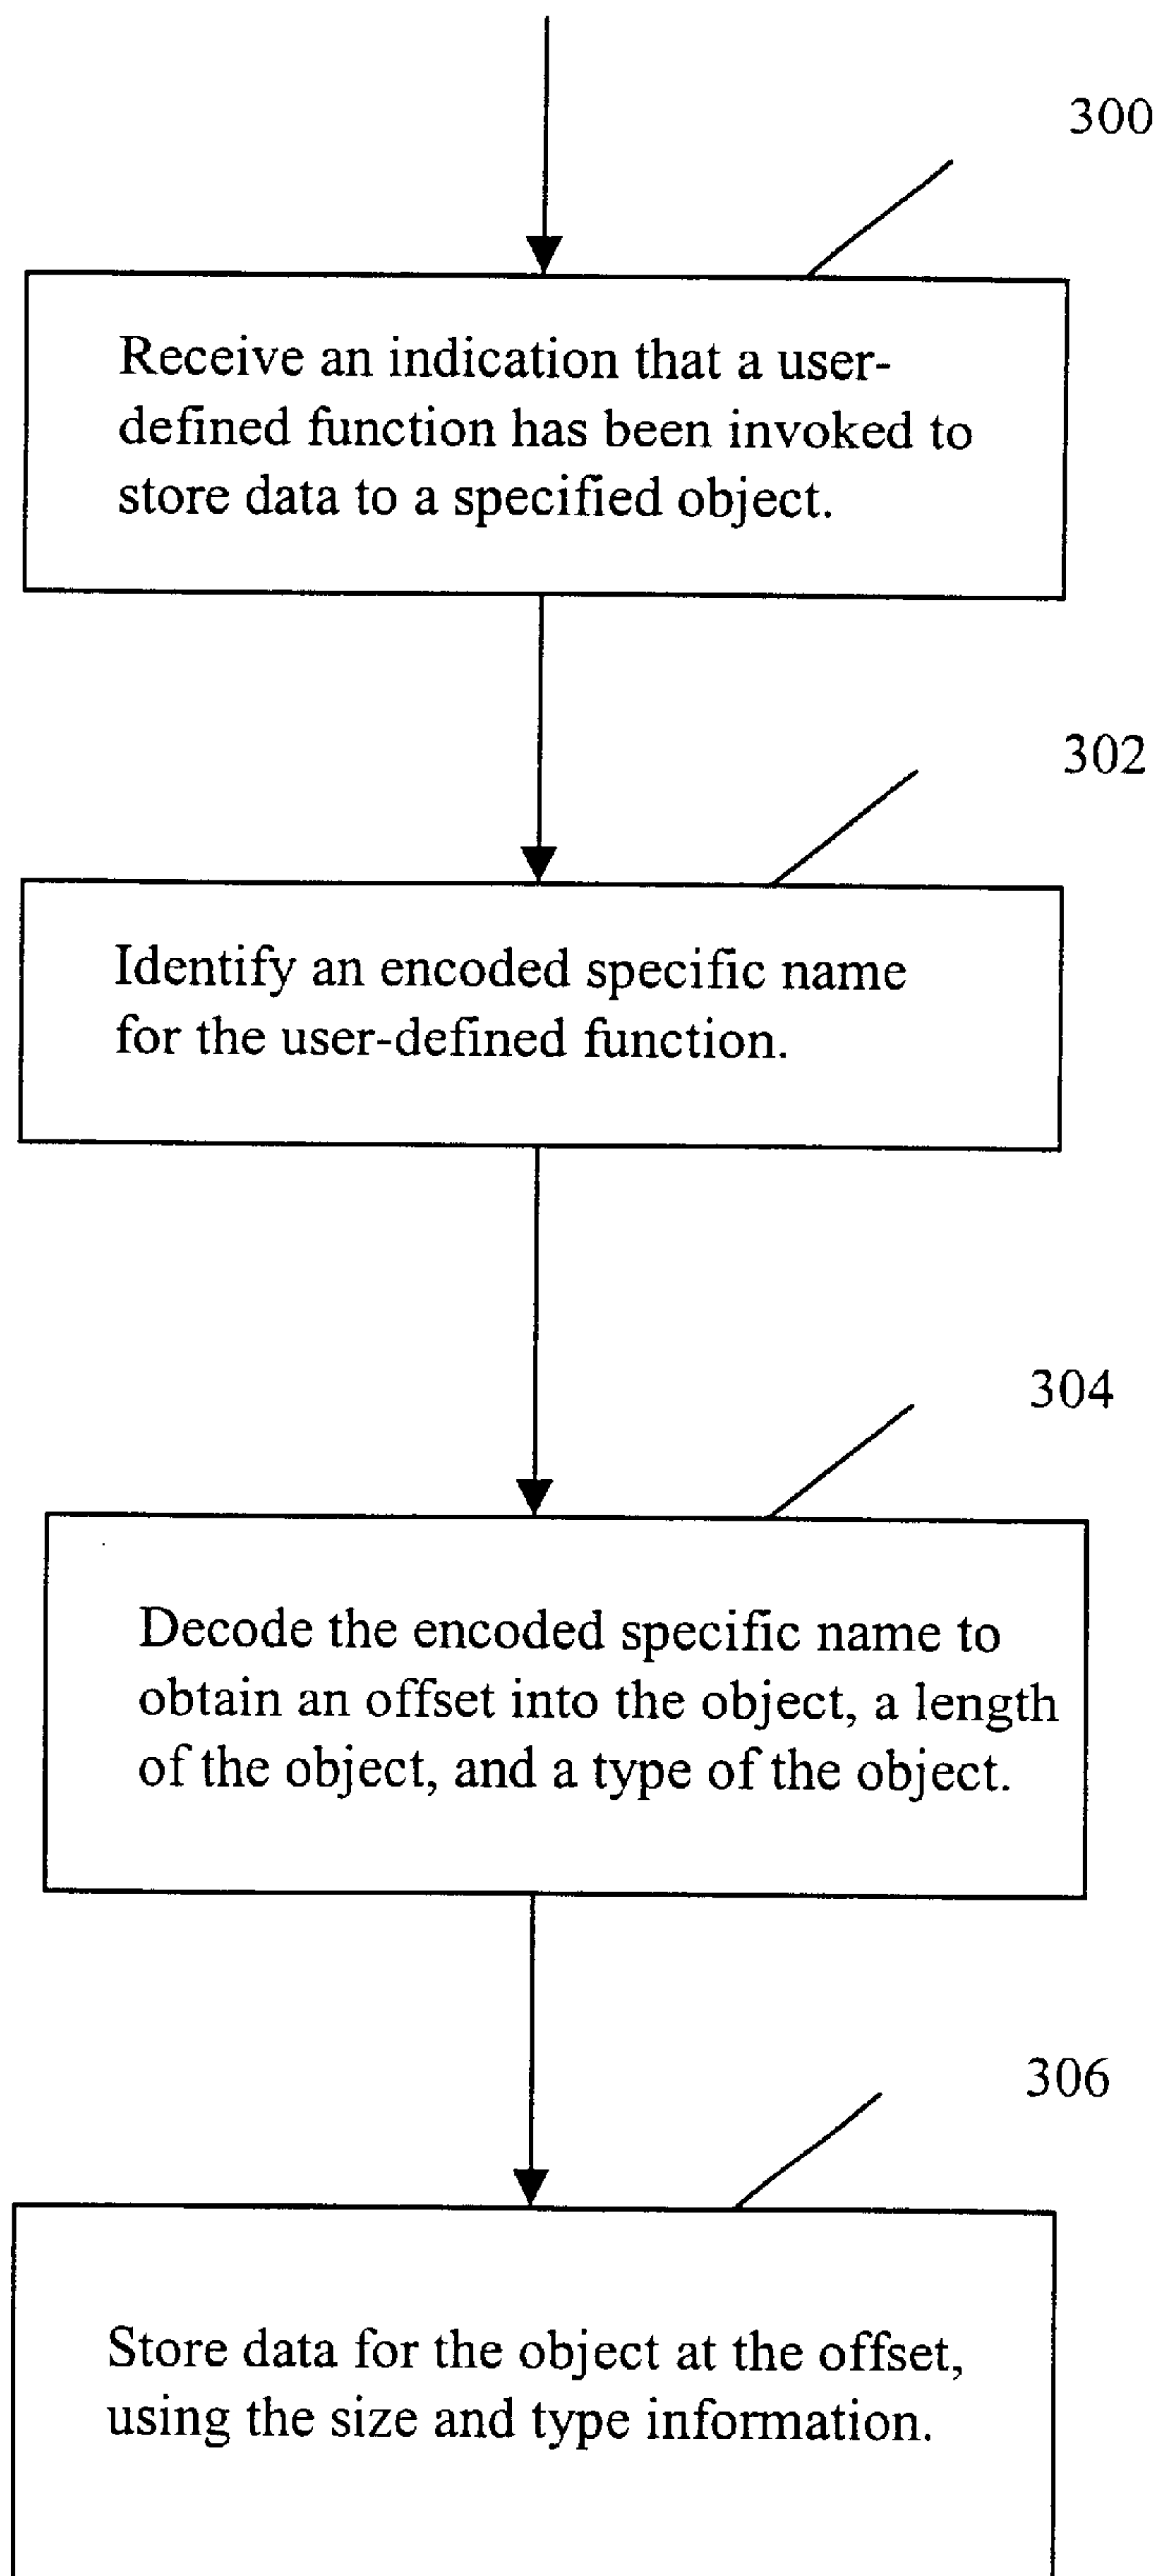 300
Receive an indication that a user-
defined function has been invoked to
store data to a specified object.
302
Identify an encoded specific name
for the user-defined function.
304
Decode the encoded specific name to
obtain an offset into the object, a length
of the object, and a type of the object.
306
Store data for the object at the offset,
using the size and type information.